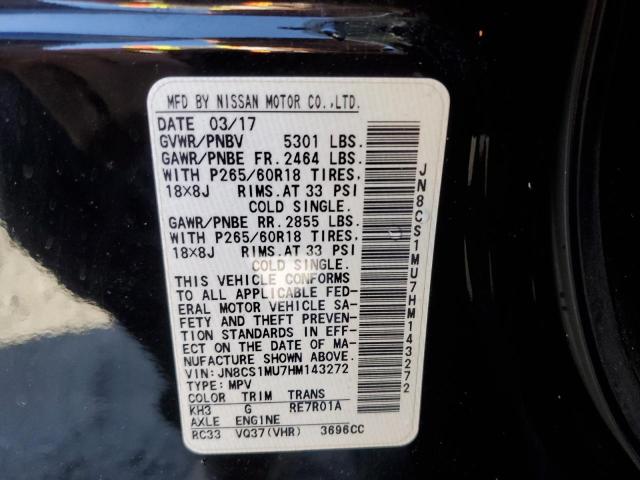 MFD BY NISSAN MOTOR CO.,LTD.
DATE 03/17
GVWR/PNBV 5301 LBS.
GAWR/PNBE FR. 2464 LBS.
WITH P265/60R18 TIRES,
18×8J RIMS.AT 33 PSI
COLD SINGLE.
GAWR/PNBE RR. 2855 LBS.
WITH P265/60R18 TIRES,
18×8J RIMS.AT 33 PSI
COLD SINGLE.
THIS VEHICLE CONFORMS
TO ALL APPLICABLE FED-
ERAL MOTOR VEHICLE SA-
FETY AND THEFT PREVEN-
TION STANDARDS IN EFF-
ECT ON THE DATE OF MA-
NUFACTURE SHOWN ABOVE.
VIN:JN8CS1MU7HM143272
TYPE: MPV
COLOR TRIM TRANS
KH3 G RE7R01A
AXLE ENGINE
RC33 VQ37(VHR) 3696CC
JN8CS1MU7HM143272